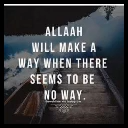 ALLAAH
WILL MAKE A
WAY WHEN THERE
SEEMS TO BE
NO WAY.